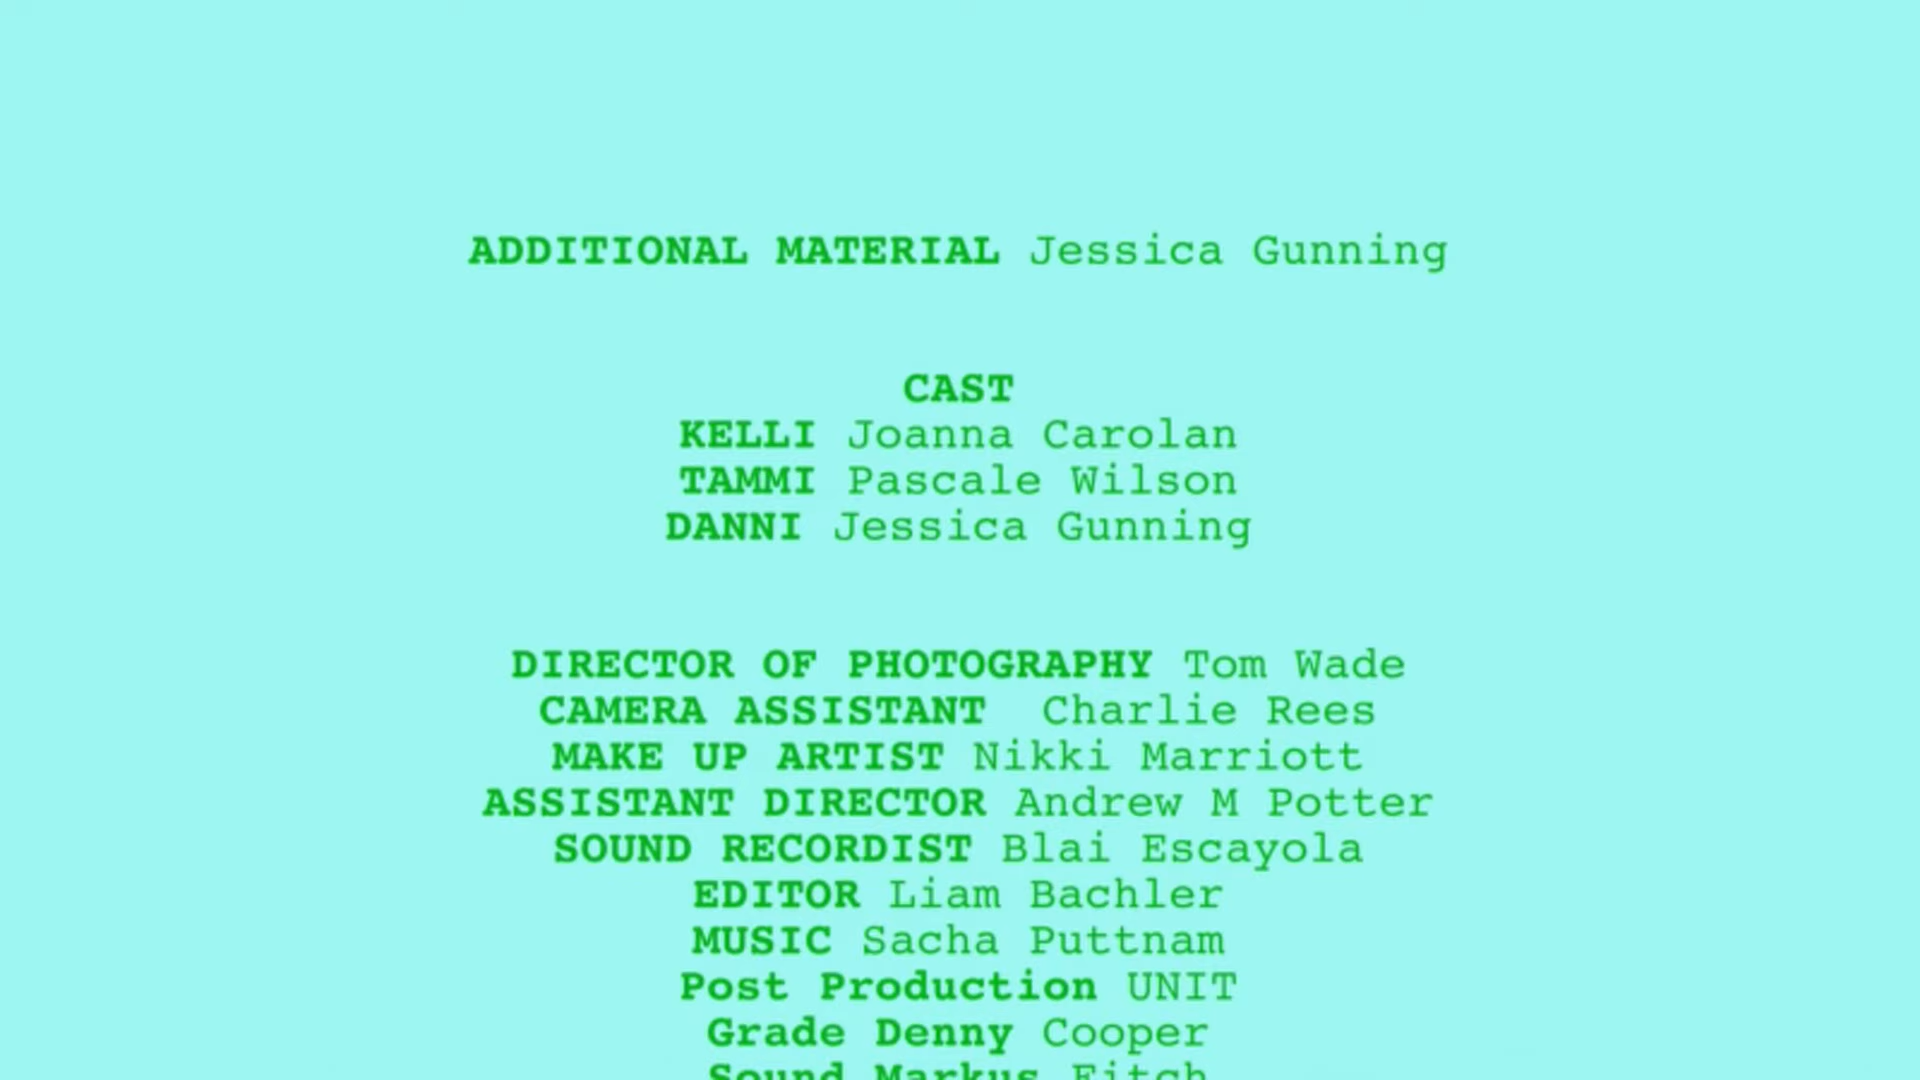 ADDITIONAL MATERIAL Jessica Gunning
CAST
KELLI Joanna Carolan
TAMMI Pascale Wilson
DANNI Jessica Gunning
DIRECTOR OF PHOTOGRAPHY Tom Wade
CAMERA ASSISTANT Charlie Rees
MAKE UP ARTIST Nikki Marriott
ASSISTANT DIRECTOR Andrew M Potter
SOUND RECORDIST Blai Escayola
EDITOR Liam Bachler
MUSIC Sacha Puttnam
Post Production UNIT
Grade Denny Cooper
Sound Markus Fitch